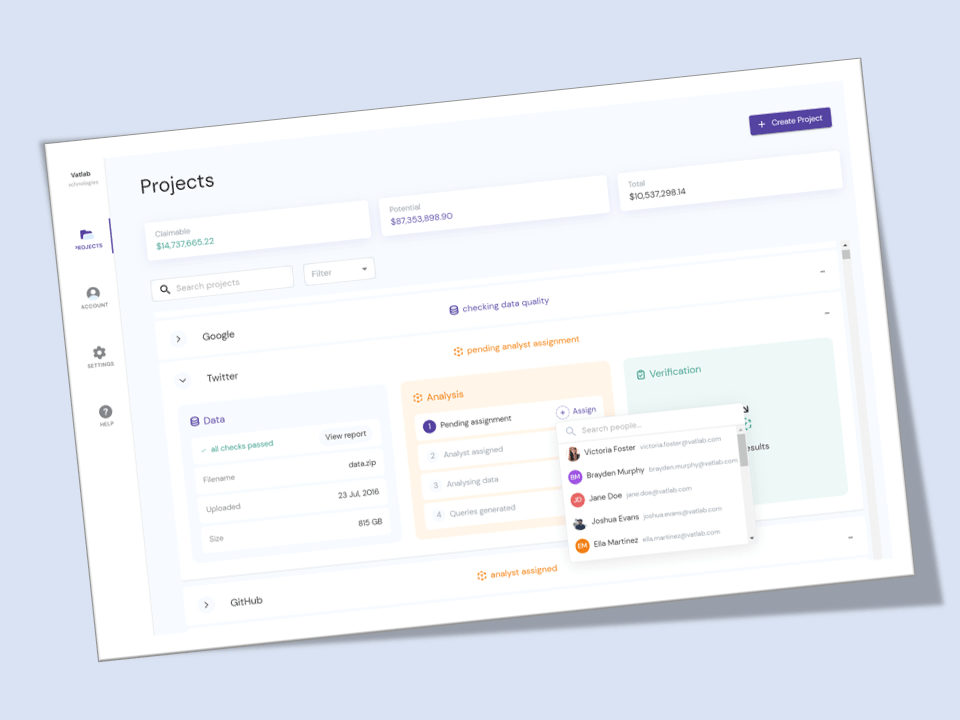 Vatlab
technologies
PROJECTS
ACCOUNT
SETTINGS
HELP
Projects
+ Create Project
Claimable
$14,737,665.22
Potential
$87,353,898.90
Total
$10,537,298.14
Search projects
Filter
Google
checking data quality
Twitter
pending analyst assignment
Data
all checks passed
View report
Filename
data.zip
Uploaded
23 Jul, 2016
Size
815 GB
Analysis
1 Pending assignment
+ Assign
2 Analyst assigned
3 Analysing data
4 Queries generated
Search people...
Victoria Foster victoria.foster@vatlab.com
BM Brayden Murphy brayden.murphy@vatlab.com
JD Jane Doe jane.doe@vatlab.com
Joshua Evans joshua.evans@vatlab.com
EM Ella Martinez ella.martinez@vatlab.com
Verification
GitHub
analyst assigned